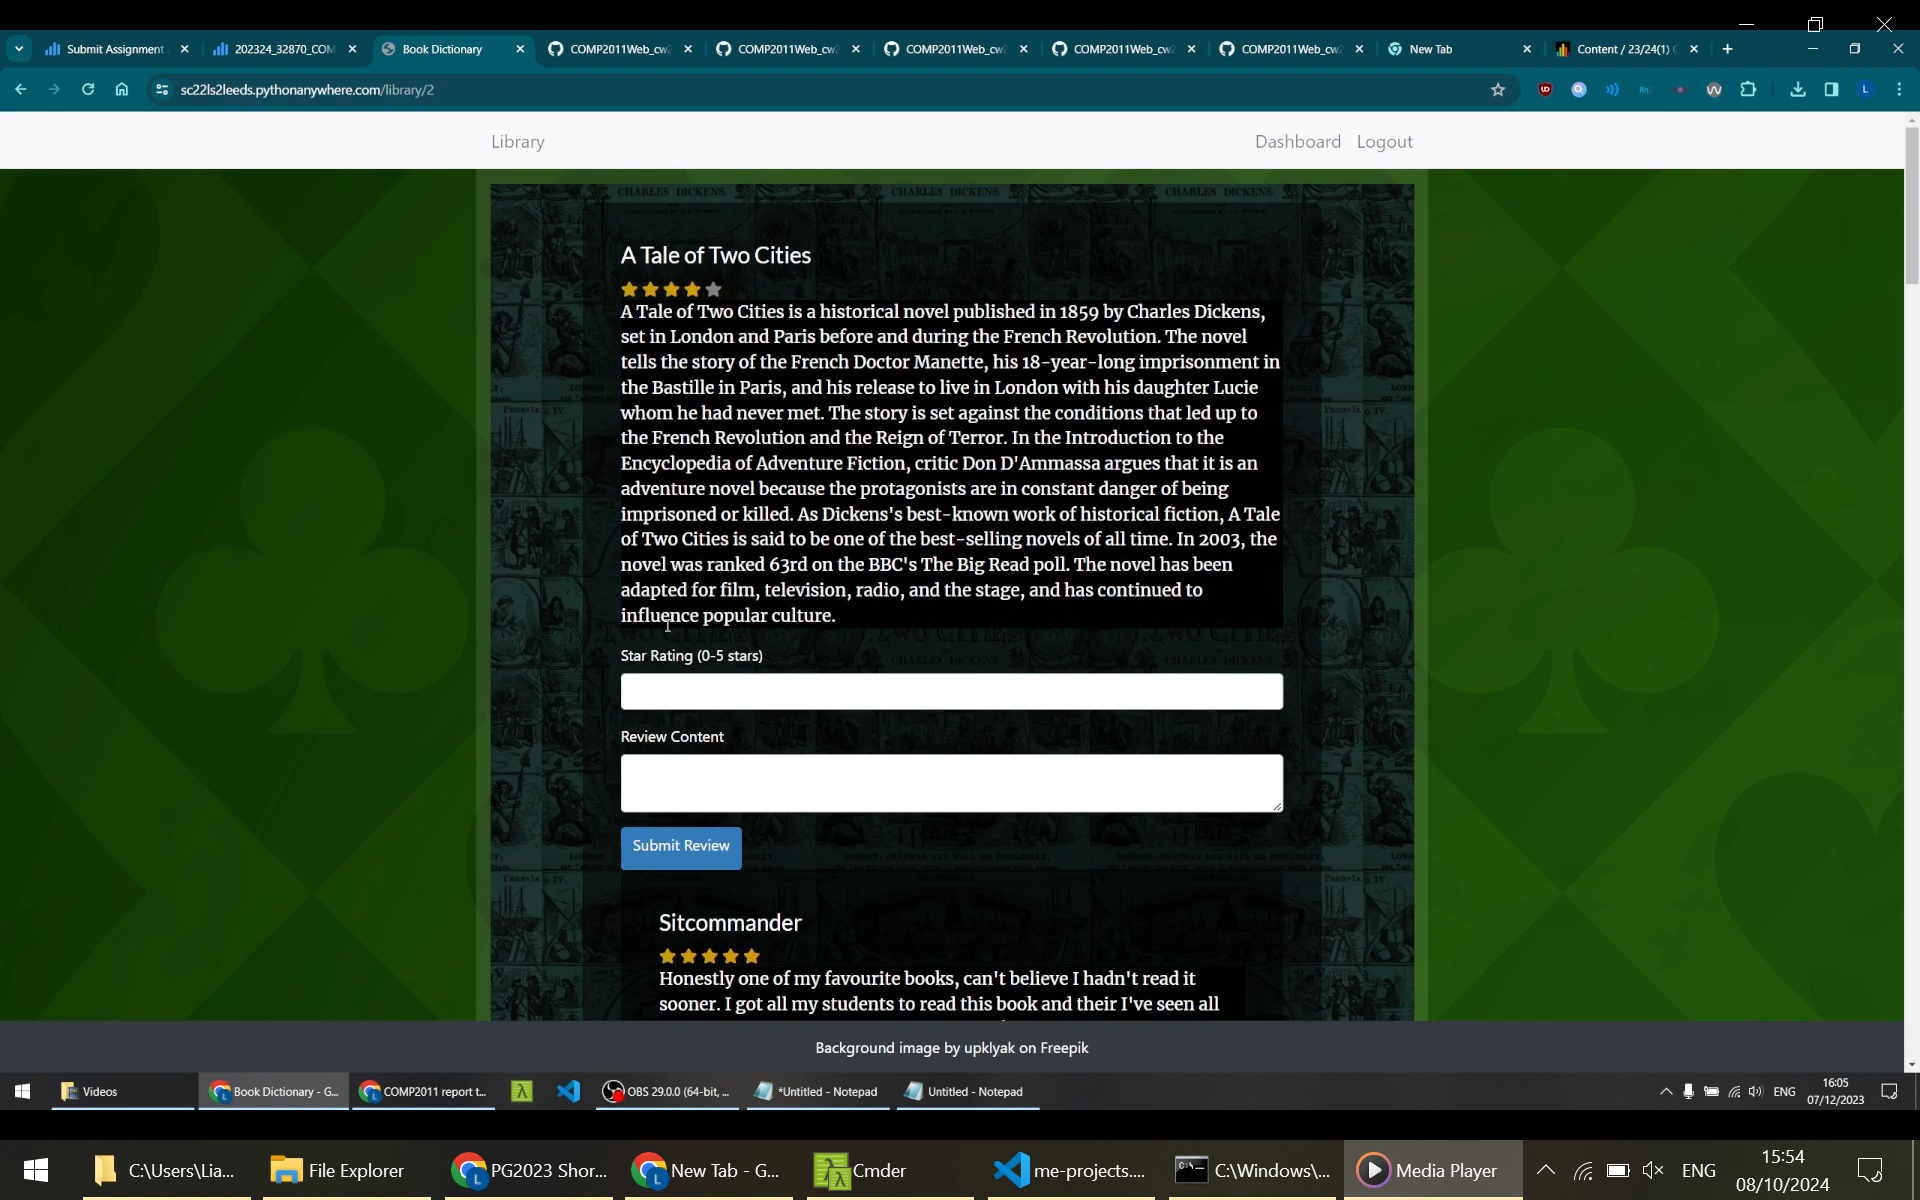 Submit Assignment
202324_32870_COM
Book Dictionary
COMP2011Web_cw
COMP2011Web_cw
COMP2011Web_cw
COMP2011Web_cw
COMP2011Web_cw
New Tab
Content / 23/24(1)
sc22ls2leeds.pythonanywhere.com/library/2
Library
Dashboard Logout
A Tale of Two Cities
A Tale of Two Cities is a historical novel published in 1859 by Charles Dickens,
set in London and Paris before and during the French Revolution. The novel
tells the story of the French Doctor Manette, his 18-year-long imprisonment in
the Bastille in Paris, and his release to live in London with his daughter Lucie
whom he had never met. The story is set against the conditions that led up to
the French Revolution and the Reign of Terror. In the Introduction to the
Encyclopedia of Adventure Fiction, critic Don D'Ammassa argues that it is an
adventure novel because the protagonists are in constant danger of being
imprisoned or killed. As Dickens's best-known work of historical fiction, A Tale
of Two Cities is said to be one of the best-selling novels of all time. In 2003, the
novel was ranked 63rd on the BBC's The Big Read poll. The novel has been
adapted for film, television, radio, and the stage, and has continued to
influence popular culture.
Star Rating (0-5 stars)
Review Content
Submit Review
Sitcommander
Honestly one of my favourite books, can't believe I hadn't read it
sooner. I got all my students to read this book and their I've seen all
Background image by upklyak on Freepik
Videos
Book Dictionary - G...
COMP2011 report t...
OBS 29.0.0 (64-bit, ...
*Untitled - Notepad
Untitled - Notepad
ENG
16:05
07/12/2023
C:\Users\Lia...
File Explorer
PG2023 Shor...
New Tab - G...
Cmder
me-projects....
C:\Windows\...
Media Player
ENG
15:54
08/10/2024